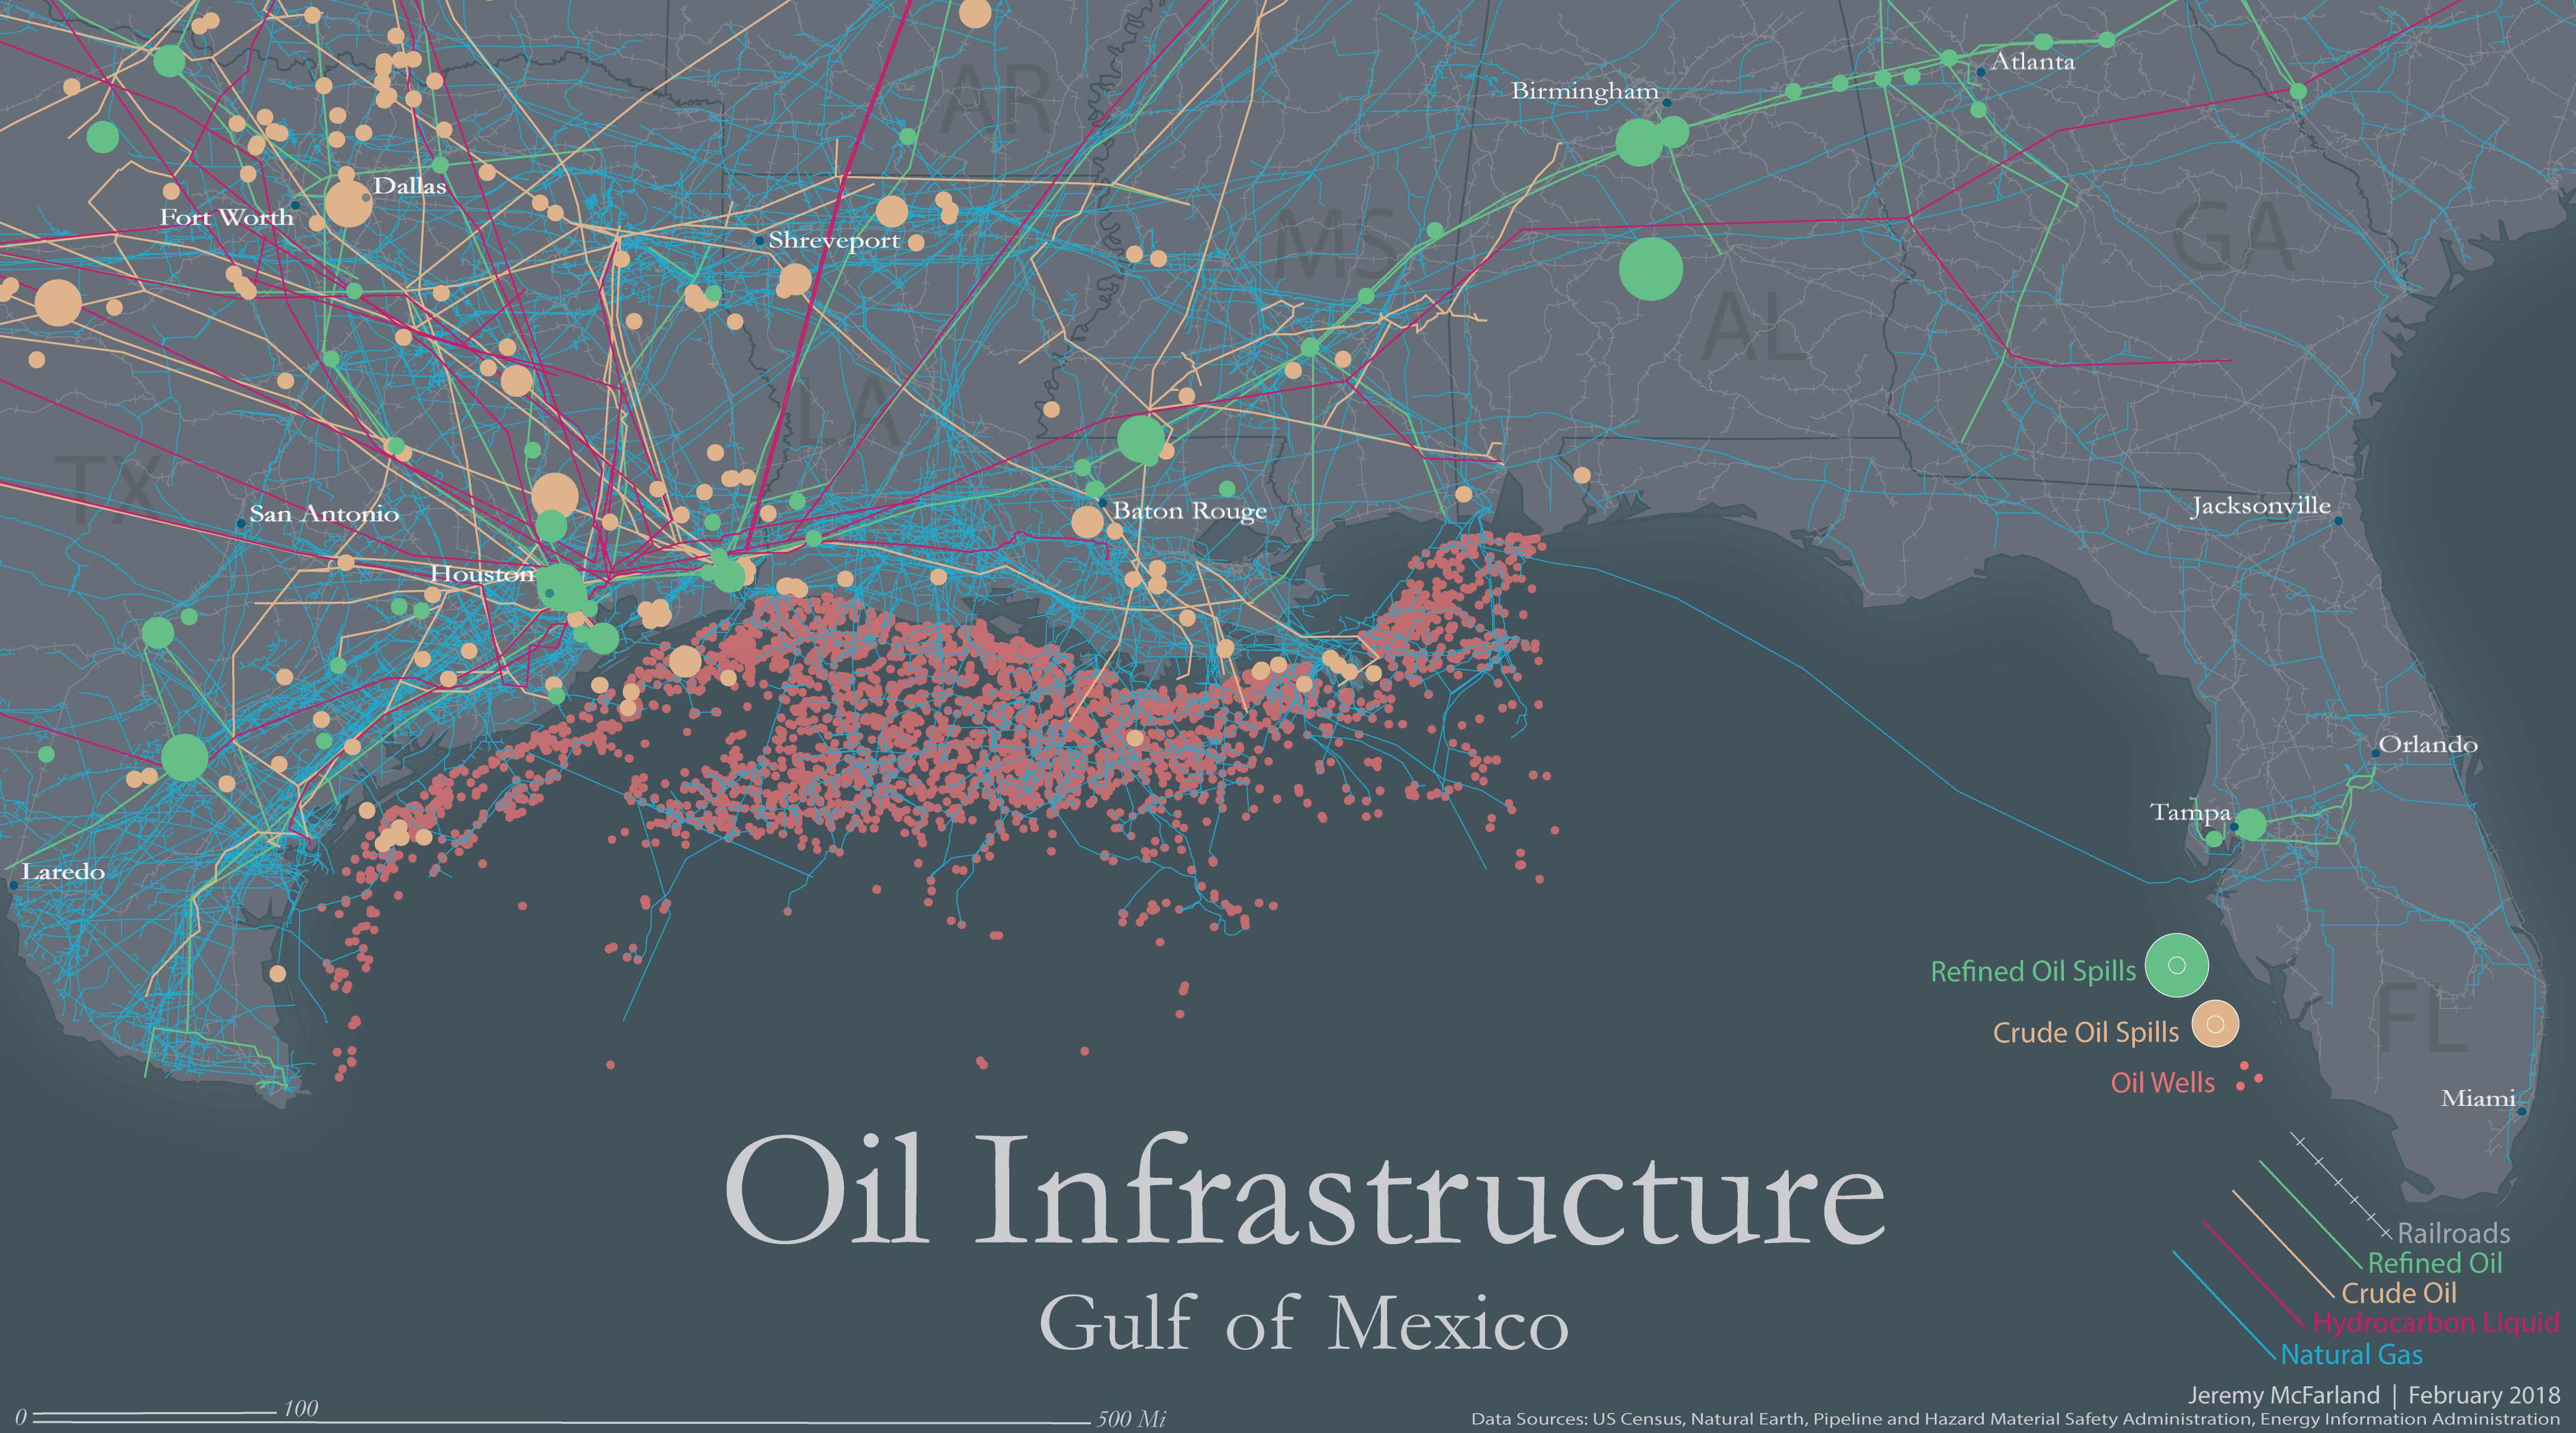 AR
Atlanta
Birmingham
Dallas
Fort Worth
Shreveport
MS
GA
AL
LA
TX
San Antonio
Baton Rouge
Jacksonville
Houston
Orlando
Tampa
Laredo
Refined Oil Spills
Crude Oil Spills
FL
Oil Wells
Miami
Oil Infrastructure
Gulf of Mexico
Railroads
Refined Oil
Crude Oil
Hydrocarbon Liquid
Natural Gas
Jeremy McFarland | February 2018
0 100
500 Mi
Data Sources: US Census, Natural Earth, Pipeline and Hazard Material Safety Administration, Energy Information Administration